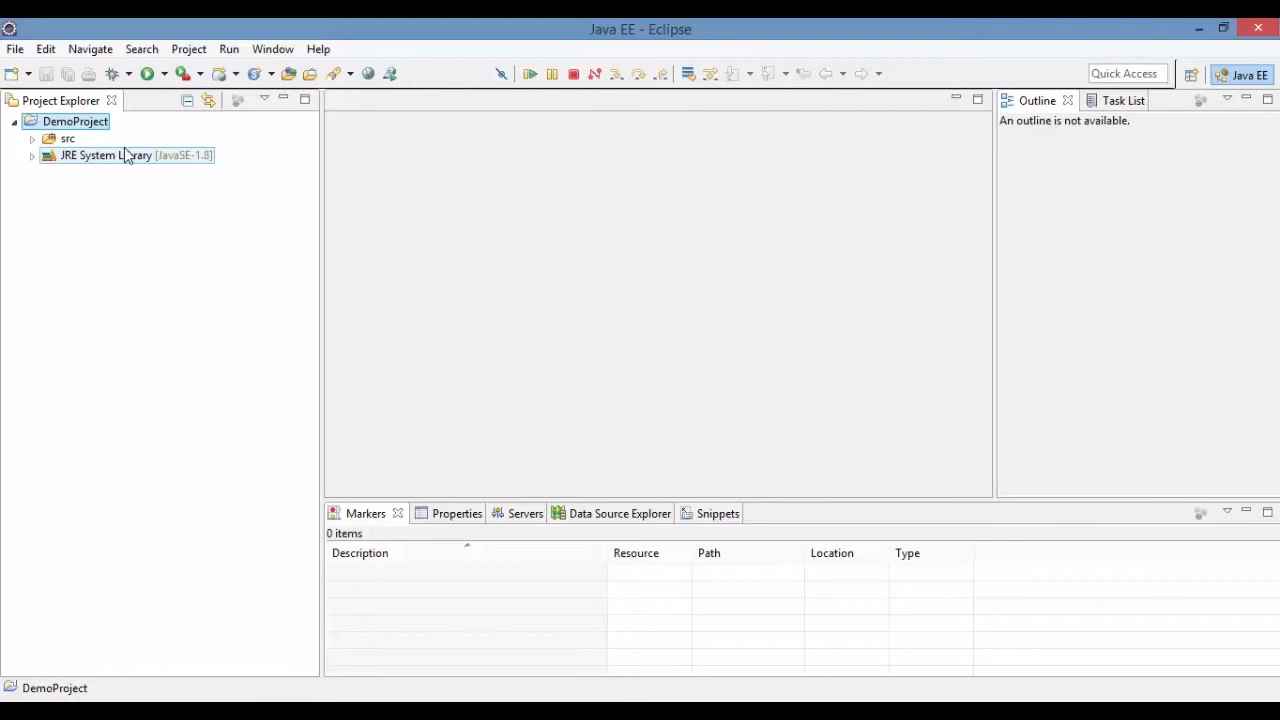 Java EE - Eclipse
File Edit Navigate Search Project Run Window Help
Quick Access
Java EE
Project Explorer
DemoProject
src
JRE System Library [JavaSE-1.8]
Outline
Task List
An outline is not available.
Markers Properties Servers Data Source Explorer Snippets
0 items
Description Resource Path Location Type
DemoProject